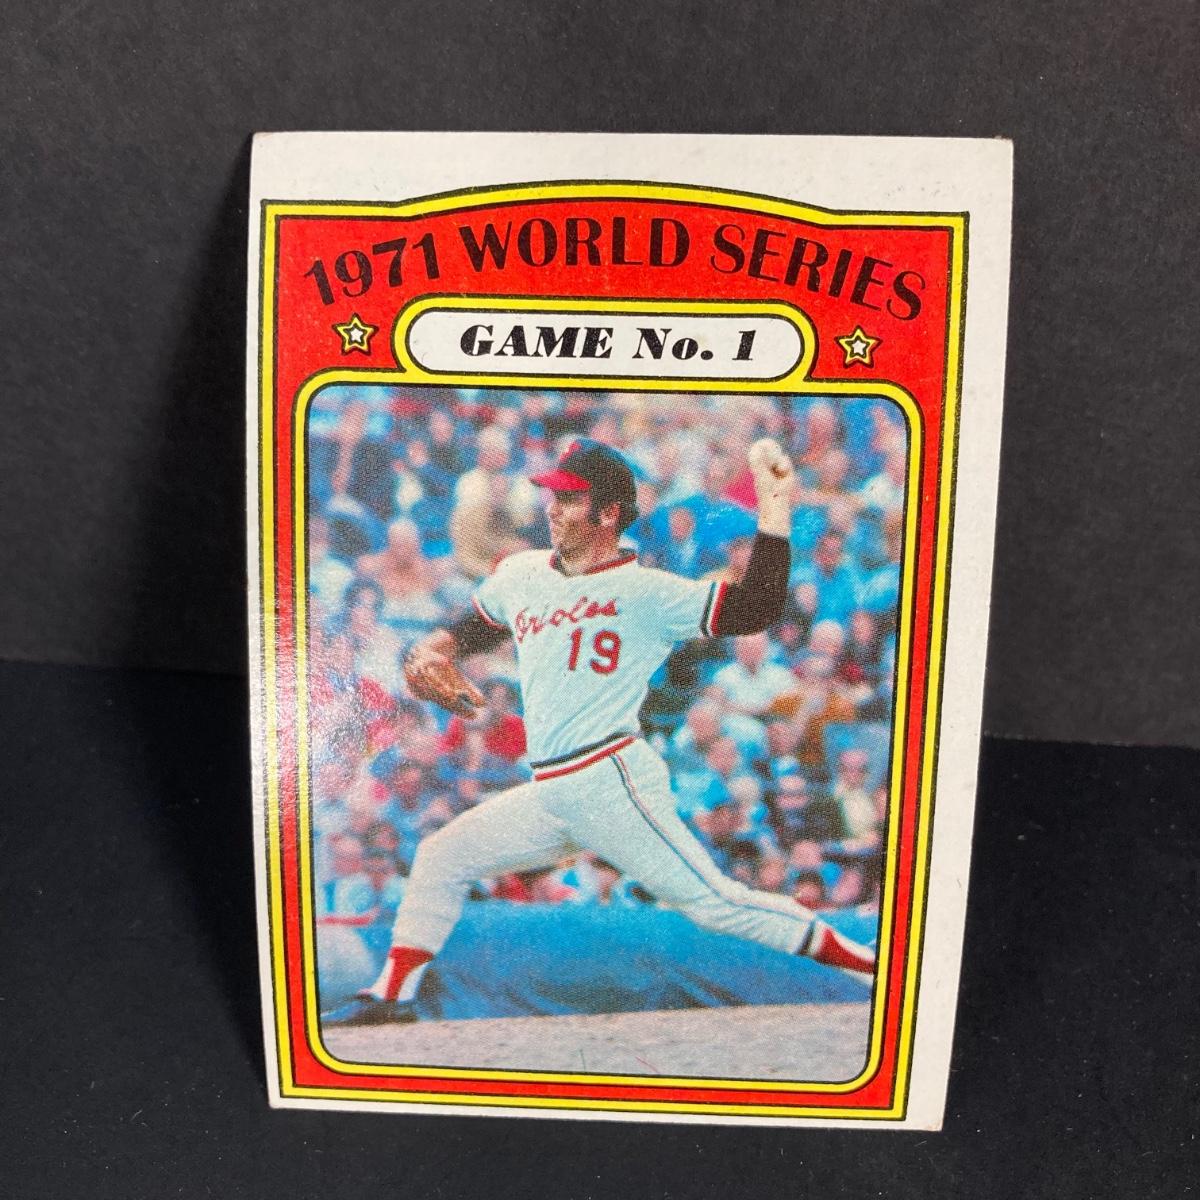 1971 WORLD SERIES
GAME No. 1
Orioles
19